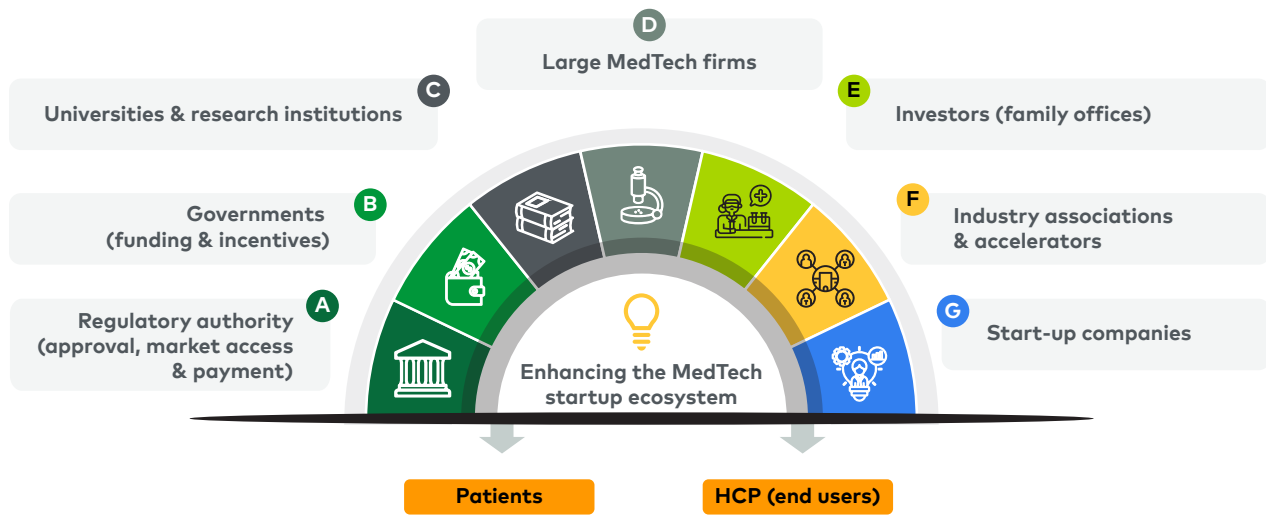 D
Large MedTech firms
C
Universities & research institutions
E
Investors (family offices)
B
Governments
(funding & incentives)
F
Industry associations
& accelerators
A
Regulatory authority
(approval, market access
& payment)
G
Start-up companies
Enhancing the MedTech
startup ecosystem
Patients
HCP (end users)